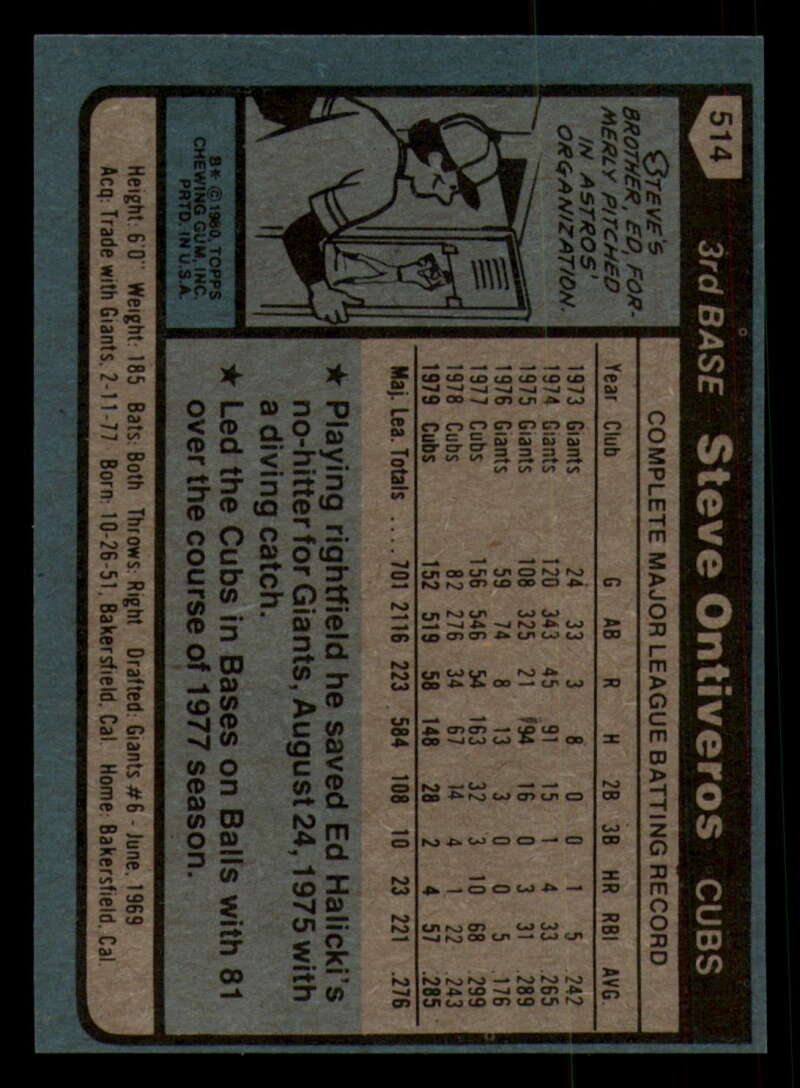 514 3rd BASE Steve Ontiveros CUBS
STEVE'S
BROTHER, ED, FOR-
MERLY PITCHED
IN ASTROS'
ORGANIZATION.
COMPLETE MAJOR LEAGUE BATTING RECORD
Year Club G AB R H 2B 3B HR RBI AVG.
1973 Giants 24 33 3 8 0 0 1 5 .242
1974 Giants 120 343 45 91 15 1 4 33 .265
1975 Giants 108 325 21 94 16 0 3 31 .289
1976 Giants 59 74 8 13 3 0 0 5 .176
1977 Cubs 156 546 54 163 32 3 10 68 .299
1978 Cubs 82 276 34 67 14 4 1 22 .243
1979 Cubs 152 519 58 148 28 2 4 57 .285
Maj. Lea. Totals .... 701 2116 223 584 108 10 23 221 .276
★ Playing rightfield he saved Ed Halicki's
no-hitter for Giants, August 24, 1975 with
a diving catch.
★ Led the Cubs in Bases on Balls with 81
over the course of 1977 season.
B* © 1980, TOPPS
CHEWING GUM, INC.
PRTD. IN U.S.A.
Height: 6'0" Weight: 185 Bats: Both Throws: Right Drafted: Giants #6 - June, 1969
Acq: Trade with Giants, 2-11-77 Born: 10-26-51, Bakersfield, Cal. Home: Bakersfield, Cal.